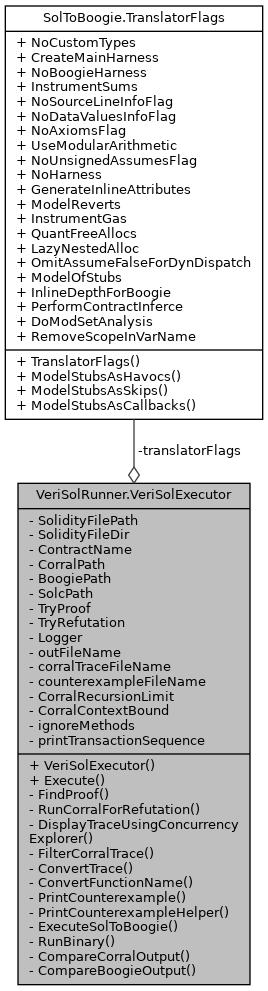 SolToBoogie.TranslatorFlags
+ NoCustomTypes
+ CreateMainHarness
+ NoBoogieHarness
+ InstrumentSums
+ NoSourceLineInfoFlag
+ NoDataValuesInfoFlag
+ NoAxiomsFlag
+ UseModularArithmetic
+ NoUnsignedAssumesFlag
+ NoHarness
+ GenerateInlineAttributes
+ ModelReverts
+ InstrumentGas
+ QuantFreeAllocs
+ LazyNestedAlloc
+ OmitAssumeFalseForDynDispatch
+ ModelOfStubs
+ InlineDepthForBoogie
+ PerformContractInferce
+ DoModSetAnalysis
+ RemoveScopeInVarName
+ TranslatorFlags()
+ ModelStubsAsHavocs()
+ ModelStubsAsSkips()
+ ModelStubsAsCallbacks()
-translatorFlags
VeriSolRunner.VeriSolExecutor
- SolidityFilePath
- SolidityFileDir
- ContractName
- CorralPath
- BoogiePath
- SolcPath
- TryProof
- TryRefutation
- Logger
- outFileName
- corralTraceFileName
- counterexampleFileName
- CorralRecursionLimit
- CorralContextBound
- ignoreMethods
- printTransactionSequence
+ VeriSolExecutor()
+ Execute()
- FindProof()
- RunCorralForRefutation()
- DisplayTraceUsingConcurrency
Explorer()
- FilterCorralTrace()
- ConvertTrace()
- ConvertFunctionName()
- PrintCounterexample()
- PrintCounterexampleHelper()
- ExecuteSolToBoogie()
- RunBinary()
- CompareCorralOutput()
- CompareBoogieOutput()